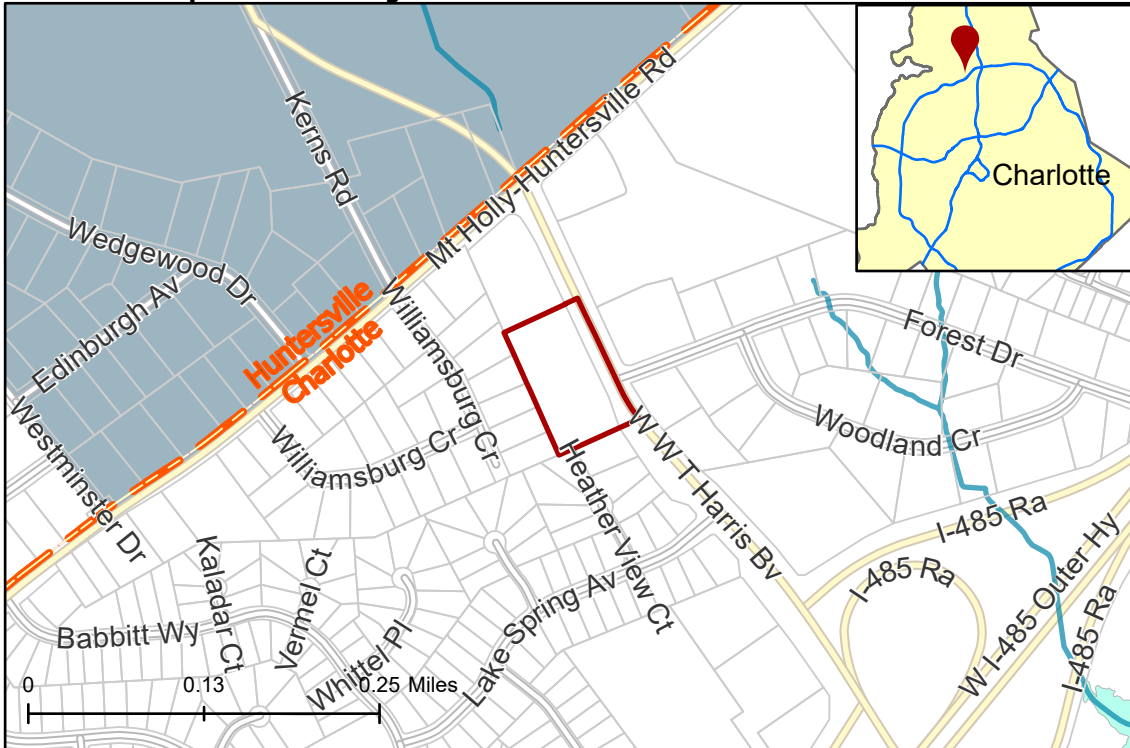 Kerns Rd
Mt Holly-Huntersville Rd
Charlotte
Wedgewood Dr
Edinburgh Av
Huntersville
Charlotte
Williamsburg Cr
Forest Dr
Westminster Dr
Williamsburg Cr
Woodland Cr
W W T Harris Bv
Heather View Ct
I-485 Ra
I-485 Ra
W I-485 Outer Hy
I-485 Ra
Kaladar Ct
Vermel Ct
Babbitt Wy
Whittel Pl
Lake Spring Av
0 0.13 0.25 Miles